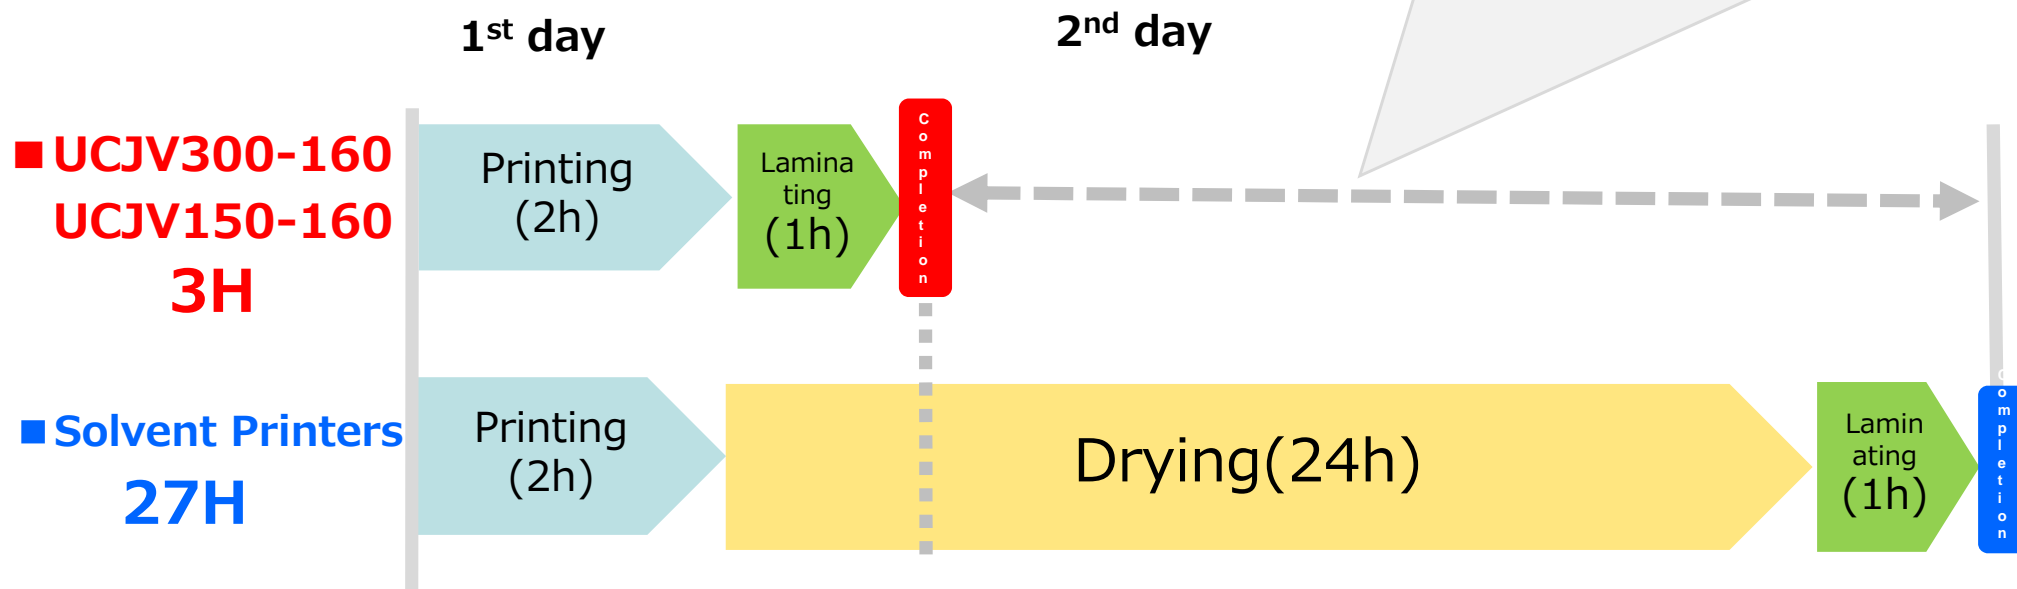 1st day
2nd day
■ UCJV300-160
UCJV150-160
3H
Printing
(2h)
Lamina
ting
(1h)
Completion
■ Solvent Printers
27H
Printing
(2h)
Drying(24h)
Lamin
ating
(1h)
Completion